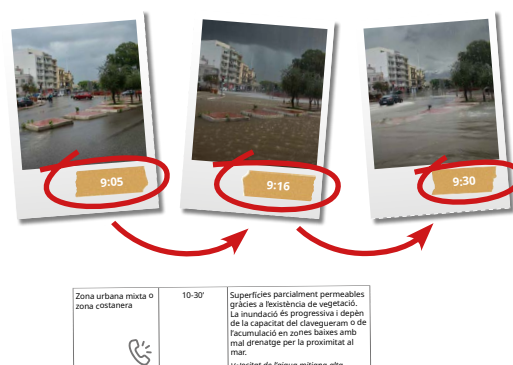 9:05
9:16
9:30
Zona urbana mixta o
zona costanera
10-30'
Superfícies parcialment permeables
gràcies a l'existència de vegetació.
La inundació és progressiva i depèn
de la capacitat del clavegueram o de
l'acumulació en zones baixes amb
mal drenatge per la proximitat al
mar.